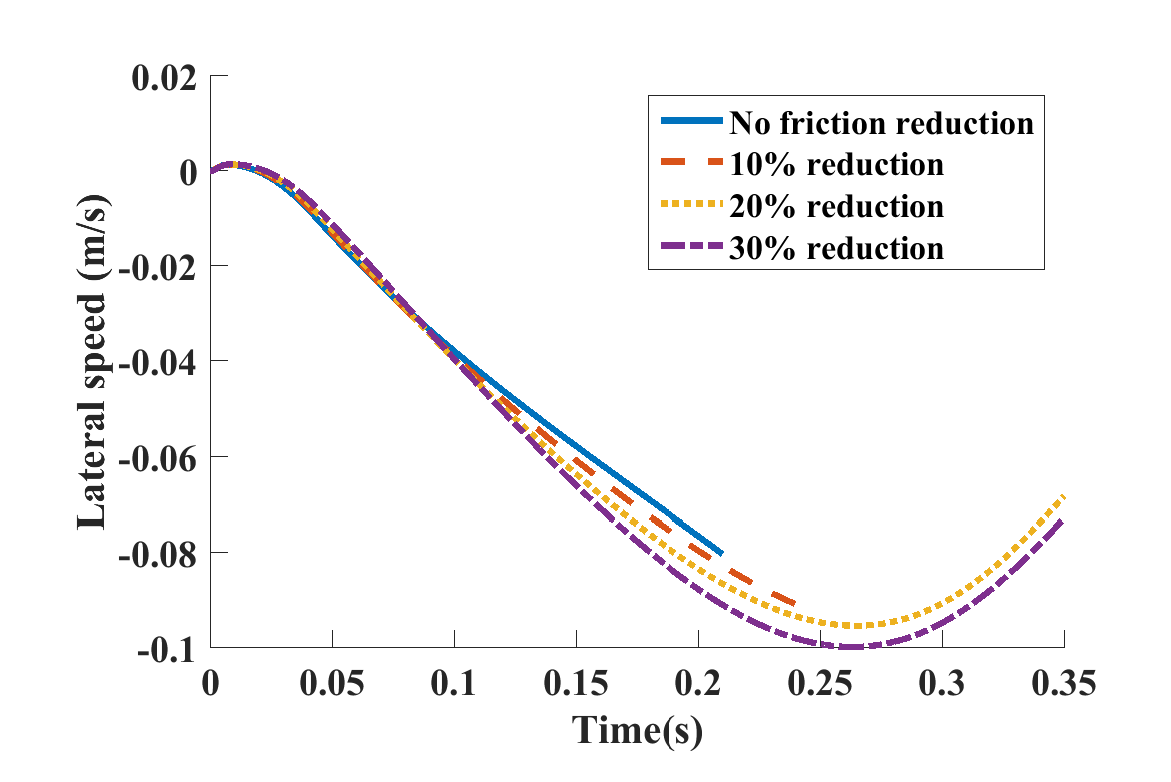 0.02
0
-0.02
-0.04
-0.06
-0.08
-0.1
Lateral speed (m/s)
No friction reduction
10% reduction
20% reduction
30% reduction
0 0.05 0.1 0.15 0.2 0.25 0.3 0.35
Time(s)